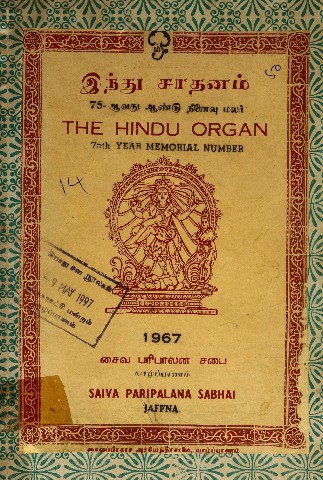 இந்து சாதனம்
75-ஆவது ஆண்டு நினைவு மலர்
THE HINDU ORGAN
75th YEAR MEMORIAL NUMBER
14
9 MAY 1997
1967
சைவ பரிபாலன சபை
யாழ்ப்பாணம்
SAIVA PARIPALANA SABHAI
JAFFNA.